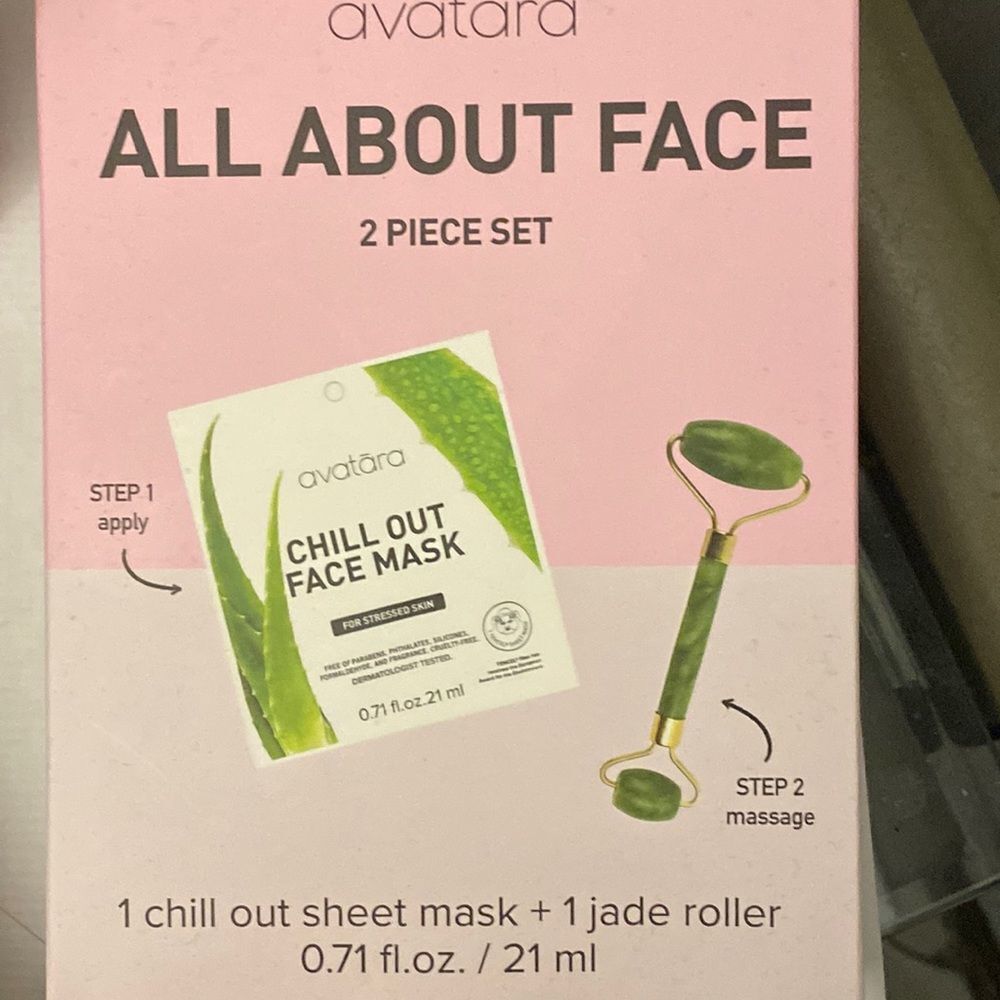 avatara
ALL ABOUT FACE
2 PIECE SET
STEP 1
apply
avatāra
CHILL OUT
FACE MASK
FOR STRESSED SKIN
FREE OF PARABENS, PHTHALATES, SILICONES,
FORMALDEHYDE, AND FRAGRANCE. CRUELTY-FREE.
DERMATOLOGIST TESTED.
0.71 fl.oz.21 ml
STEP 2
massage
1 chill out sheet mask + 1 jade roller
0.71 fl.oz. / 21 ml